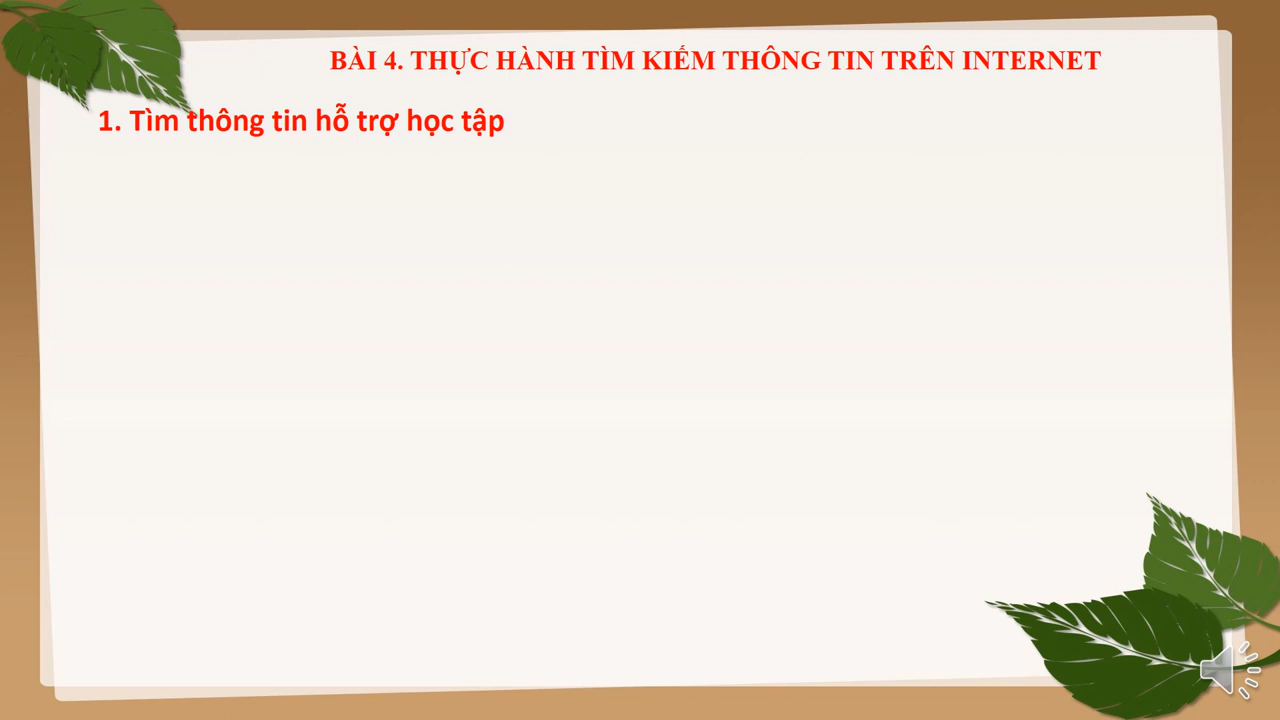 BÀI 4. THỰC HÀNH TÌM KIẾM THÔNG TIN TRÊN INTERNET
1. Tìm thông tin hỗ trợ học tập